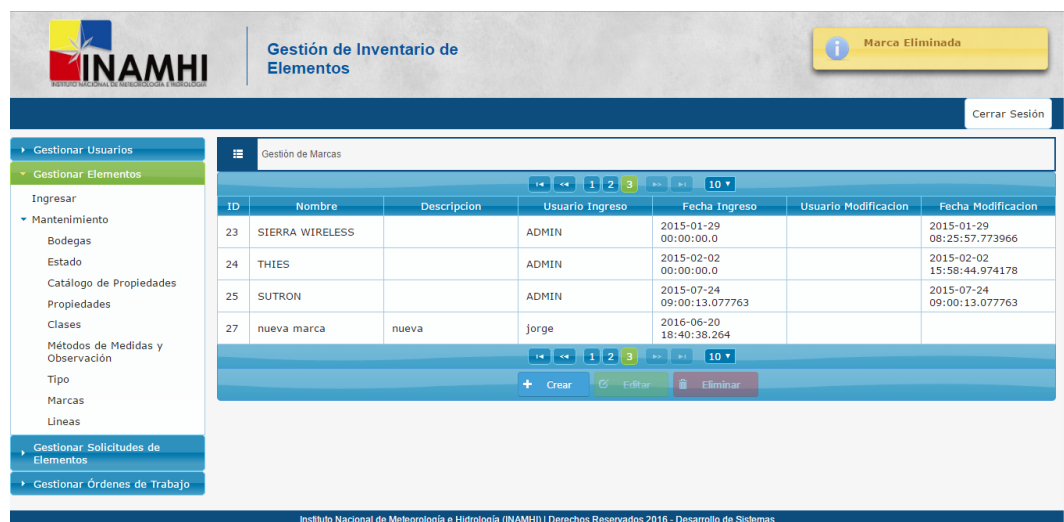 INAMHI
INSTITUTO NACIONAL DE METEOROLOGÍA E HIDROLOGÍA
Gestión de Inventario de
Elementos
Marca Eliminada
Cerrar Sesión
Gestionar Usuarios
Gestionar Elementos
Ingresar
Mantenimiento
Bodegas
Estado
Catálogo de Propiedades
Propiedades
Clases
Métodos de Medidas y
Observación
Tipo
Marcas
Lineas
Gestionar Solicitudes de
Elementos
Gestionar Órdenes de Trabajo
Gestión de Marcas
1 2 3 10
ID Nombre Descripcion Usuario Ingreso Fecha Ingreso Usuario Modificacion Fecha Modificacion
23 SIERRA WIRELESS ADMIN 2015-01-29 00:00:00.0 2015-01-29 08:25:57.773966
24 THIES ADMIN 2015-02-02 00:00:00.0 2015-02-02 15:58:44.974178
25 SUTRON ADMIN 2015-07-24 09:00:13.077763 2015-07-24 09:00:13.077763
27 nueva marca nueva jorge 2016-06-20 18:40:38.264
1 2 3 10
Crear Editar Eliminar
Instituto Nacional de Meteorología e Hidrología (INAMHI) | Derechos Reservados 2016 - Desarrollo de Sistemas